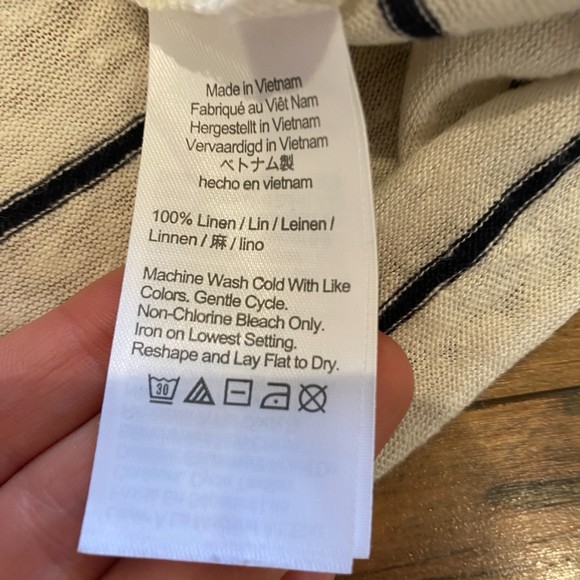 Made in Vietnam
Fabriqué au Việt Nam
Hergestellt in Vietnam
Vervaardigd in Vietnam
ベトナム製
hecho en vietnam
100% Linen / Lin / Leinen /
Linnen / 麻 / lino
Machine Wash Cold With Like
Colors. Gentle Cycle.
Non-Chlorine Bleach Only.
Iron on Lowest Setting.
Reshape and Lay Flat to Dry.
30